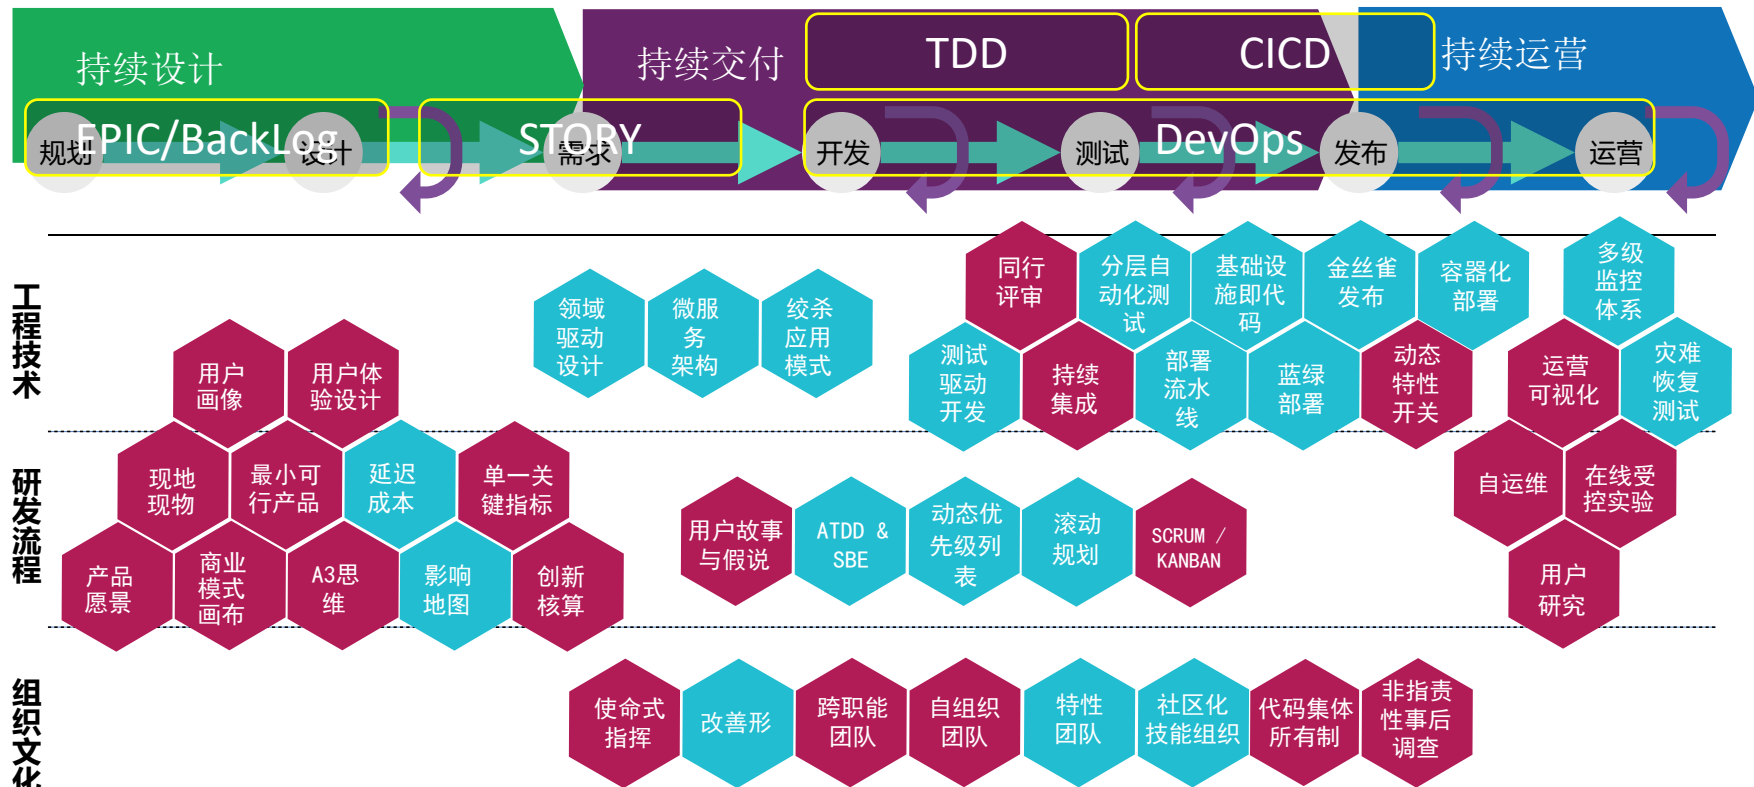 持续设计
持续交付
TDD
CICD
持续运营
EPIC/BackLog
STORY
DevOps
规划
设计
需求
开发
测试
发布
运营
工程技术
领域
驱动
设计
微服
务
架构
绞杀
应用
模式
同行
评审
分层自
动化测
试
基础设
施即代
码
金丝雀
发布
容器化
部署
多级
监控
体系
用户
画像
用户体
验设计
测试
驱动
开发
持续
集成
部署
流水
线
蓝绿
部署
动态
特性
开关
运营
可视化
灾难
恢复
测试
研发流程
现地
现物
最小可
行产品
延迟
成本
单一关
键指标
自运维
在线受
控实验
产品
愿景
商业
模式
画布
A3思
维
影响
地图
创新
核算
用户故事
与假说
ATDD &
SBE
动态优
先级列
表
滚动
规划
SCRUM /
KANBAN
用户
研究
组织文化
使命式
指挥
改善形
跨职能
团队
自组织
团队
特性
团队
社区化
技能组织
代码集体
所有制
非指责
性事后
调查